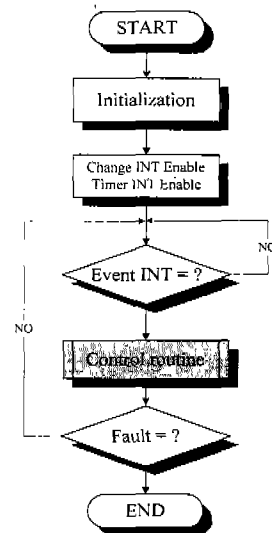 START
Initialization
Change INT Enable
Timer INT Enable
NO
Event INT = ?
NO
Control routine
Fault = ?
END